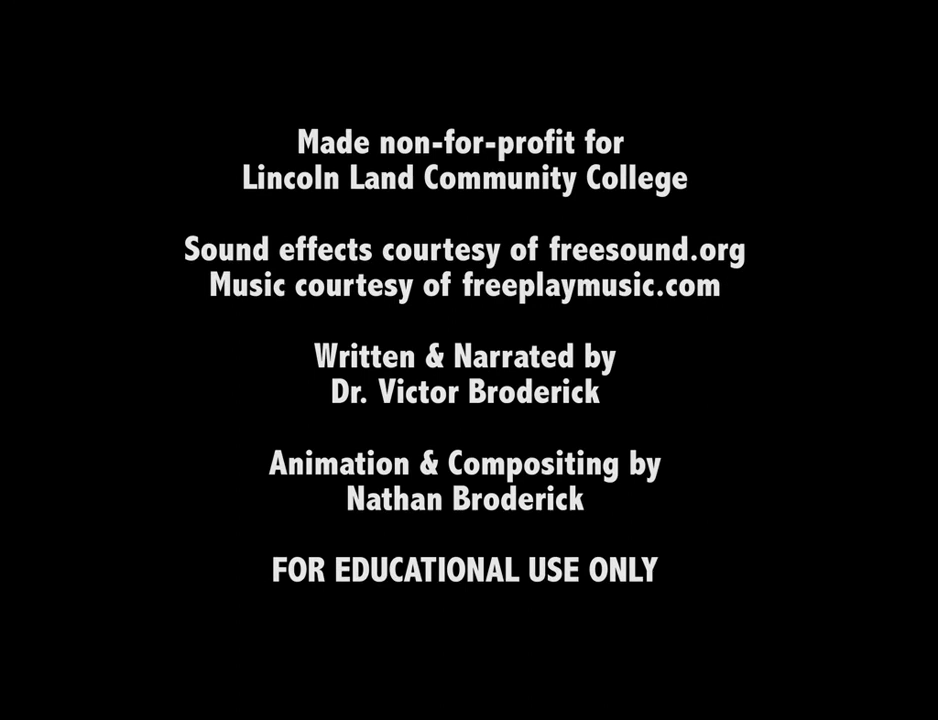 Made non-for-profit for
Lincoln Land Community College
Sound effects courtesy of freesound.org
Music courtesy of freeplaymusic.com
Written & Narrated by
Dr. Victor Broderick
Animation & Compositing by
Nathan Broderick
FOR EDUCATIONAL USE ONLY